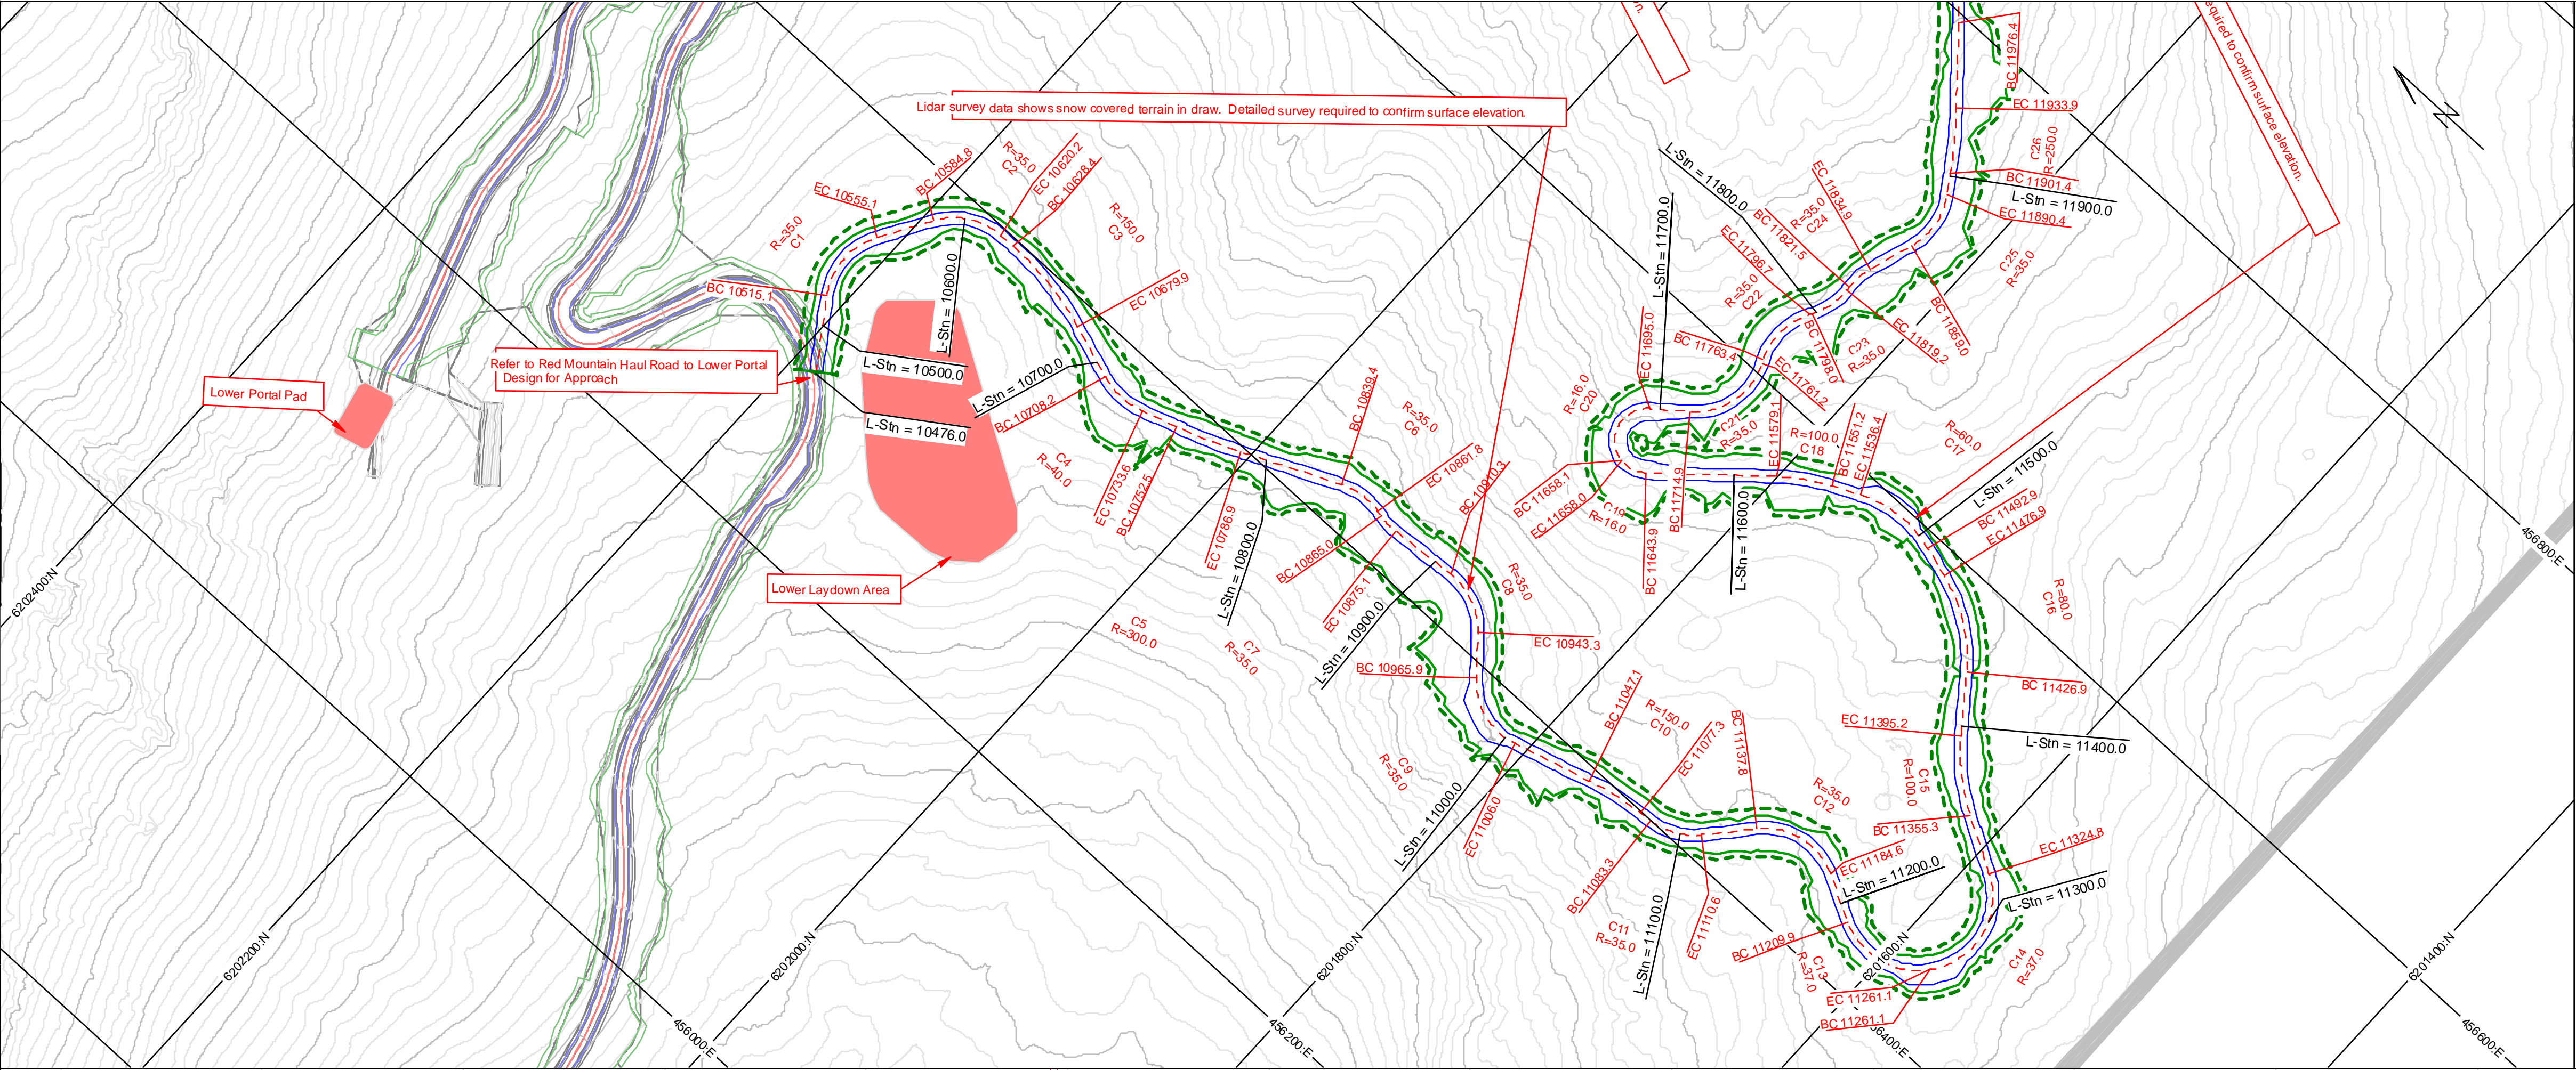 on.
equired to confirm surface elevation.
Lidar survey data shows snow covered terrain in draw. Detailed survey required to confirm surface elevation.
Refer to Red Mountain Haul Road to Lower Portal
Design for Approach
Lower Portal Pad
Lower Laydown Area
N
L-Stn = 10476.0
L-Stn = 10500.0
BC 10515.1
R=35.0
C1
EC 10555.1
BC 10584.8
L-Stn = 10600.0
R=35.0
C2
EC 10620.2
BC 10628.4
R=150.0
C3
EC 10679.9
L-Stn = 10700.0
BC 10708.2
C4
R=40.0
EC 10733.6
BC 10752.5
C5
R=300.0
EC 10786.9
L-Stn = 10800.0
BC 10839.4
R=35.0
C6
EC 10861.8
BC 10865.0
C7
R=35.0
EC 10875.1
L-Stn = 10900.0
BC 10910.3
R=35.0
C8
EC 10943.3
BC 10965.9
C9
R=35.0
L-Stn = 11000.0
EC 11006.0
BC 11047.1
R=150.0
C10
EC 11077.3
BC 11083.3
C11
R=35.0
L-Stn = 11100.0
EC 11110.6
BC 11137.8
R=35.0
C12
EC 11184.6
L-Stn = 11200.0
BC 11209.9
C13
R=37.0
EC 11261.1
BC 11261.1
C14
R=37.0
L-Stn = 11300.0
EC 11324.8
BC 11355.3
C15
R=100.0
EC 11395.2
L-Stn = 11400.0
BC 11426.9
R=80.0
C16
EC 11476.9
BC 11492.9
L-Stn = 11500.0
R=60.0
C17
EC 11536.4
BC 11551.2
R=100.0
C18
EC 11579.1
L-Stn = 11600.0
BC 11643.9
C19
R=16.0
EC 11658.0
BC 11658.1
R=16.0
C20
EC 11695.0
L-Stn = 11700.0
BC 11714.9
C21
R=35.0
EC 11761.2
BC 11763.4
R=35.0
C22
EC 11796.7
BC 11798.0
L-Stn = 11800.0
C23
R=35.0
EC 11819.2
BC 11821.5
R=35.0
C24
EC 11834.9
BC 11859.0
C25
R=35.0
EC 11890.4
L-Stn = 11900.0
BC 11901.4
C26
R=250.0
EC 11933.9
BC 11976.4
6202400:N
6202200:N
6202000:N
6201800:N
6201600:N
6201400:N
456000:E
456200:E
56400:E
456600:E
456800:E